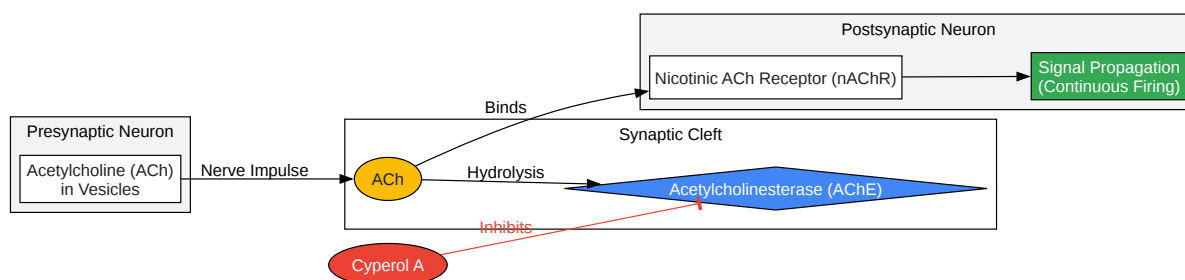 Postsynaptic Neuron
Nicotinic ACh Receptor (nAChR)
Signal Propagation
(Continuous Firing)
Binds
Presynaptic Neuron
Acetylcholine (ACh)
in Vesicles
Nerve Impulse
Synaptic Cleft
ACh
Hydrolysis
Acetylcholinesterase (AChE)
Inhibits
Cyperol A